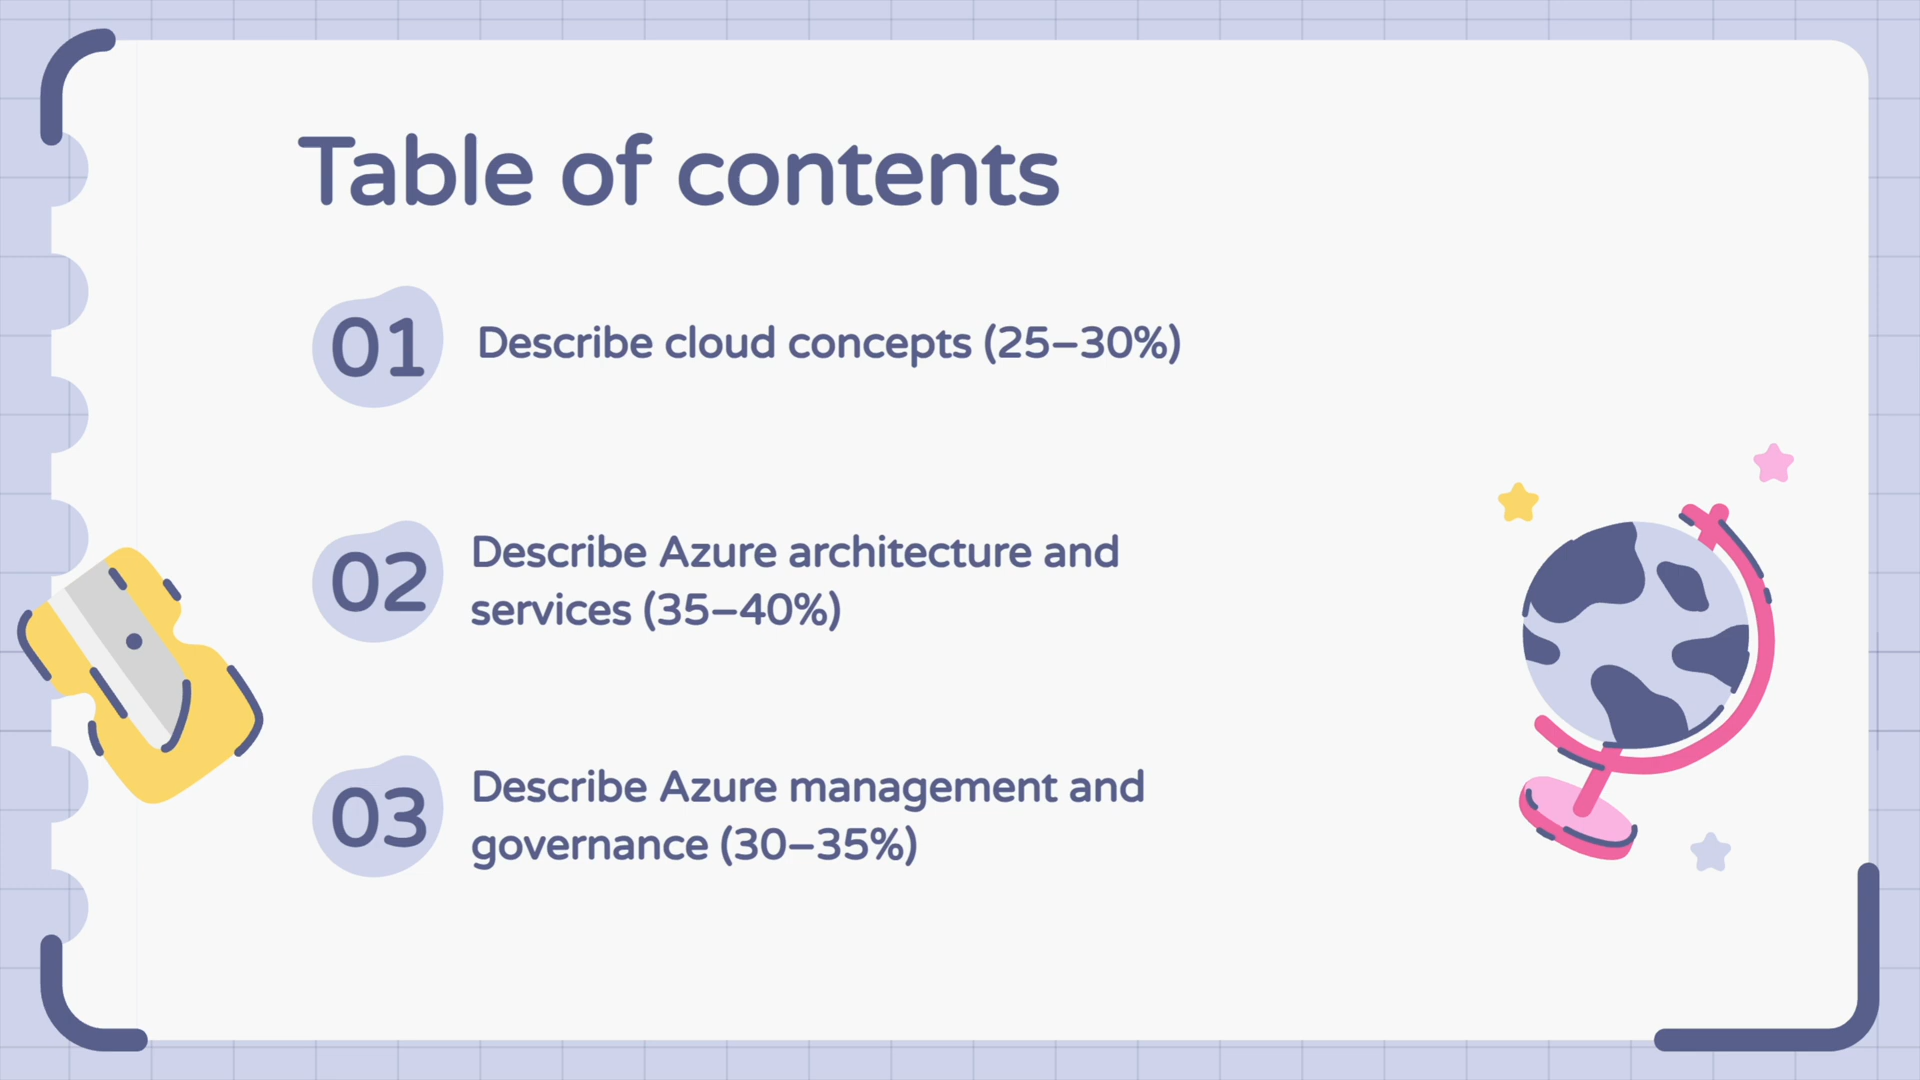 Table of contents
01
Describe cloud concepts (25–30%)
02
Describe Azure architecture and
services (35–40%)
03
Describe Azure management and
governance (30–35%)